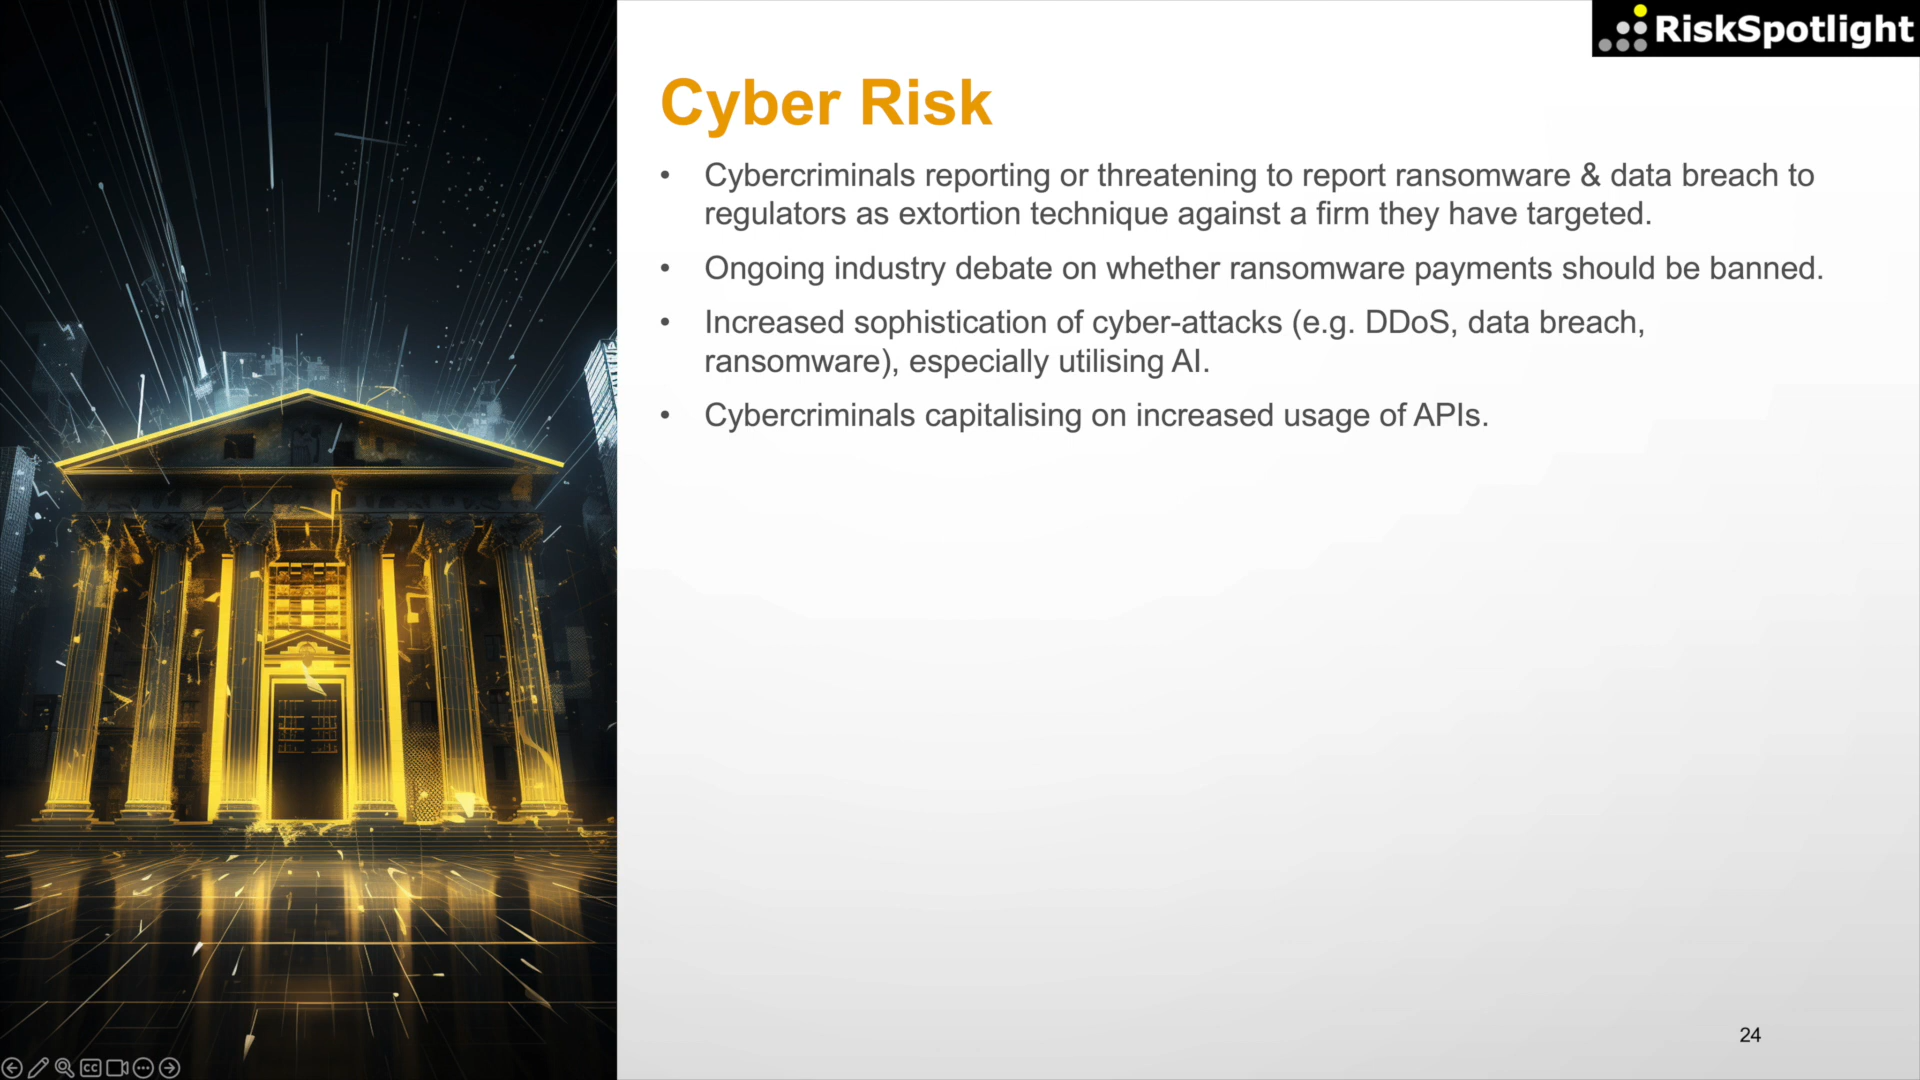 RiskSpotlight
Cyber Risk
• Cybercriminals reporting or threatening to report ransomware & data breach to
regulators as extortion technique against a firm they have targeted.
• Ongoing industry debate on whether ransomware payments should be banned.
• Increased sophistication of cyber-attacks (e.g. DDoS, data breach,
ransomware), especially utilising AI.
• Cybercriminals capitalising on increased usage of APIs.
24
CC